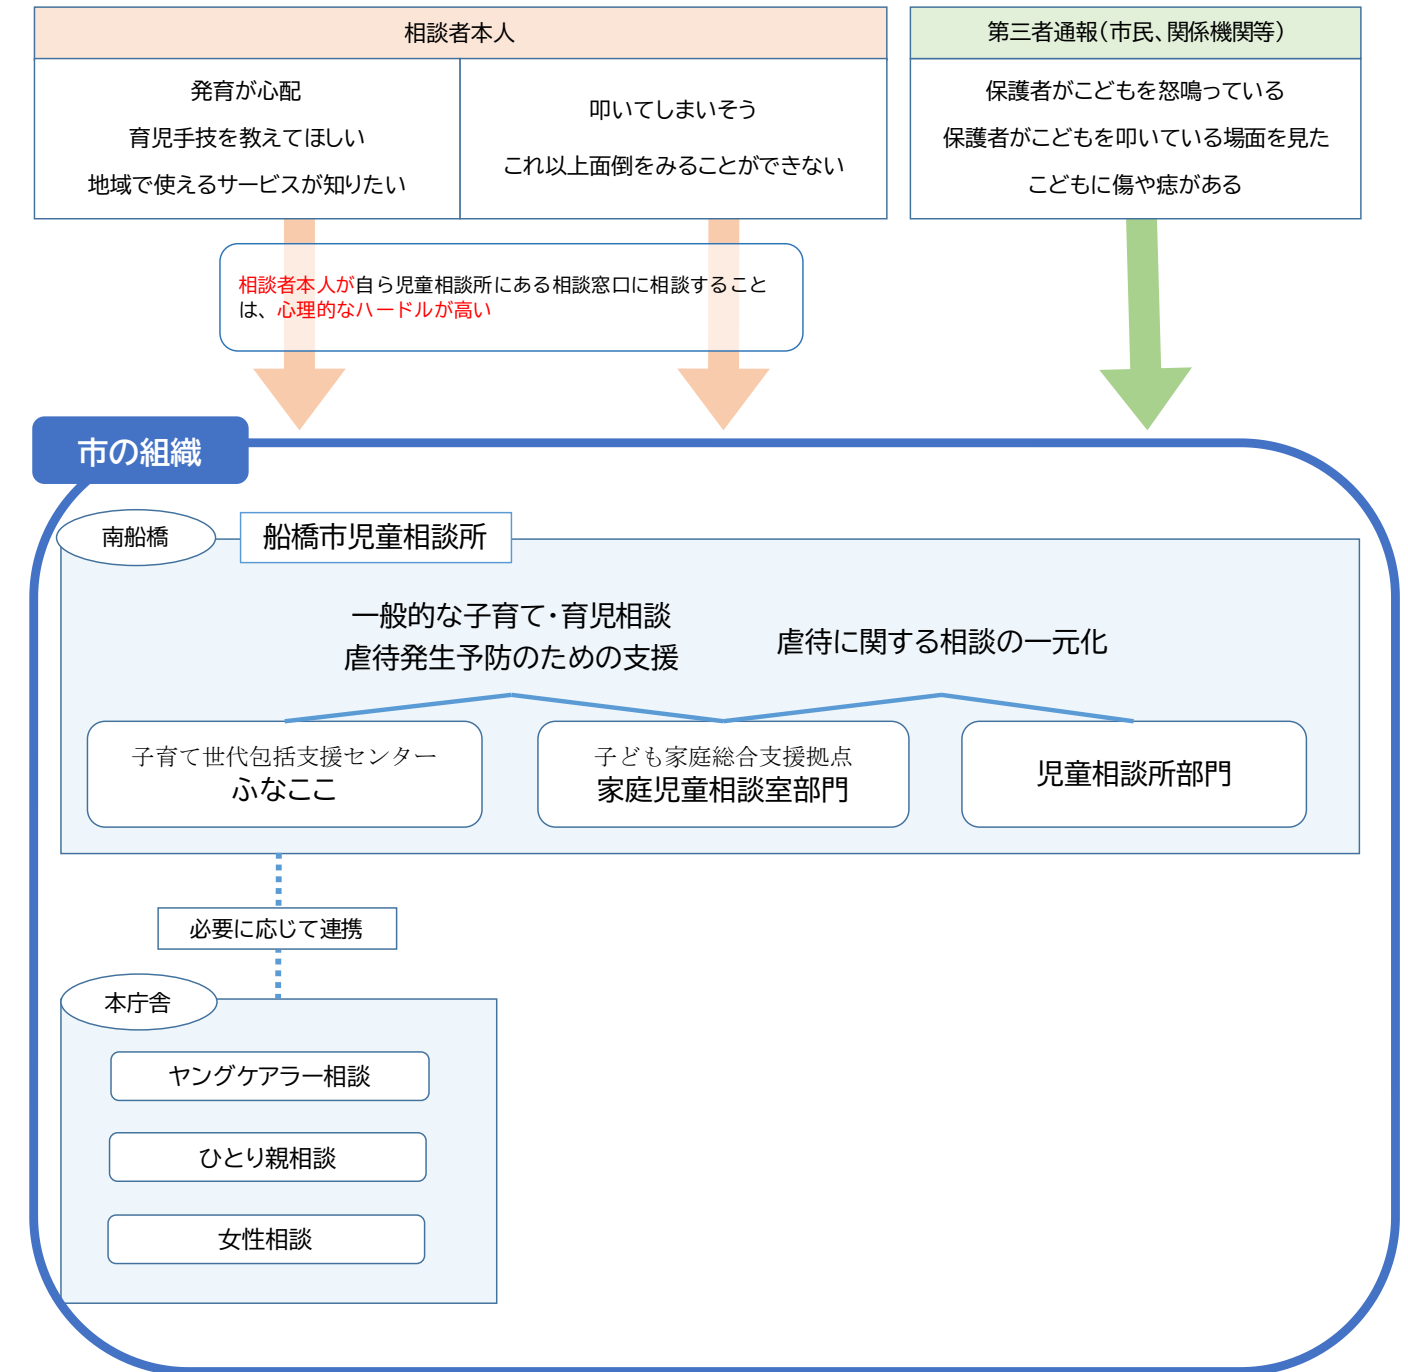 相談者本人
発育が心配
育児手技を教えてほしい
地域で使えるサービスが知りたい
叩いてしまいそう
これ以上面倒をみることができない
第三者通報（市民、関係機関等）
保護者がこどもを怒鳴っている
保護者がこどもを叩いている場面を見た
こどもに傷や痣がある
相談者本人が自ら児童相談所にある相談窓口に相談すること
は、心理的なハードルが高い
市の組織
南船橋
船橋市児童相談所
一般的な子育て・育児相談
虐待発生予防のための支援
虐待に関する相談の一元化
子育て世代包括支援センター
ふなここ
子ども家庭総合支援拠点
家庭児童相談室部門
児童相談所部門
必要に応じて連携
本庁舎
ヤングケアラー相談
ひとり親相談
女性相談